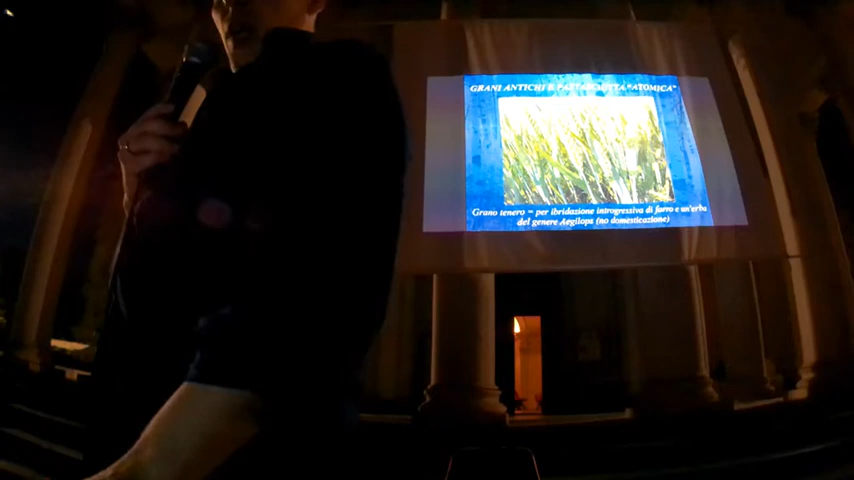 GRANI ANTICHI E PASTASCIUTTA "ATOMICA"
Grano tenero = per ibridazione introgressiva di farro e un'erba
del genere Aegilops (no domesticazione)